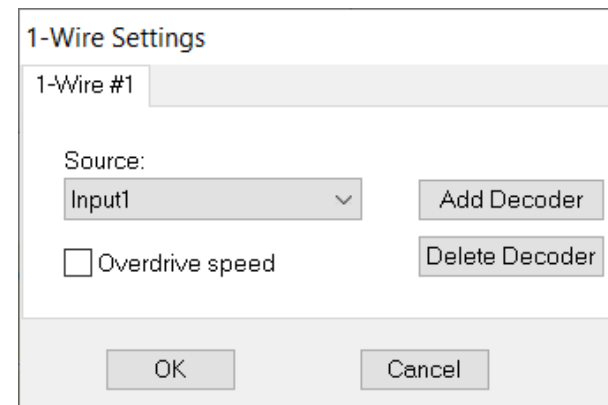 1-Wire Settings
1-Wire #1
Source:
Input1
Add Decoder
Overdrive speed
Delete Decoder
OK
Cancel